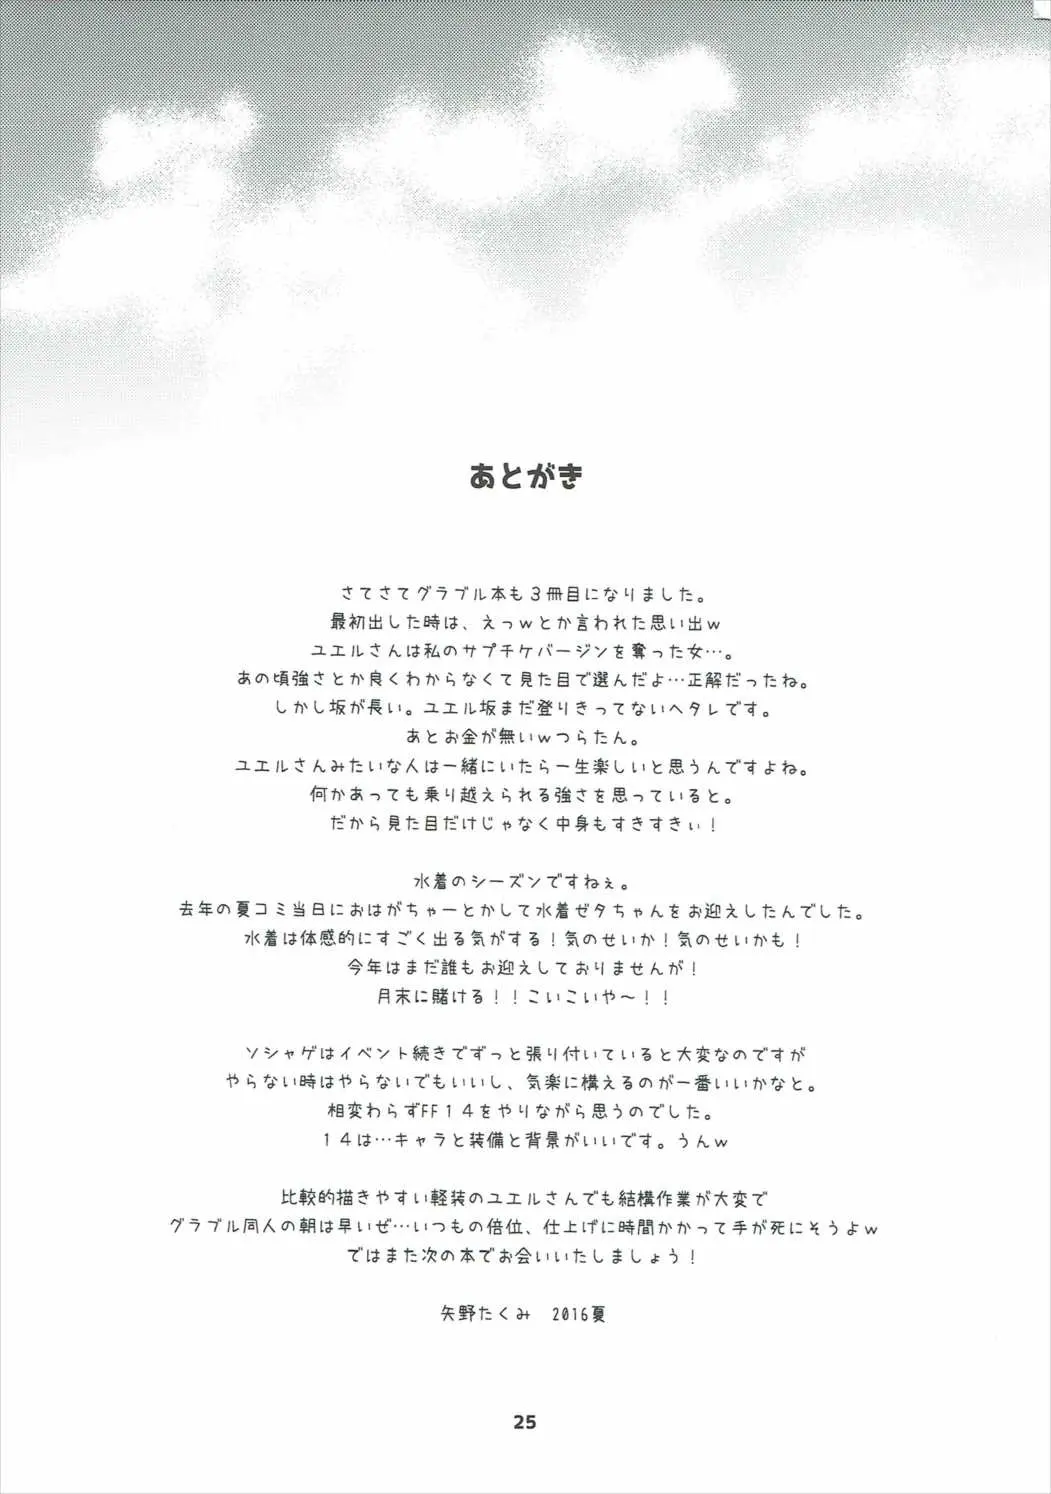 あとがき
さてさてグラブル本も３冊目になりました。
最初出した時は、えっｗとか言われた思い出ｗ
ユエルさんは私のサプチケバージンを奪った女…。
あの頃強さとか良くわからなくて見た目で選んだよ…正解だったね。
しかし坂が長い。ユエル坂まだ登りきってないヘタレです。
あとお金が無いｗつらたん。
ユエルさんみたいな人は一緒にいたら一生楽しいと思うんですよね。
何かあっても乗り越えられる強さを思っていると。
だから見た目だけじゃなく中身もすきすきぃ！
水着のシーズンですねぇ。
去年の夏コミ当日におはがちゃーとかして水着ゼタちゃんをお迎えしたんでした。
水着は体感的にすごく出る気がする！気のせいか！気のせいかも！
今年はまだ誰もお迎えしておりませんが！
月末に賭ける！！こいこいや～！！
ソシャゲはイベント続きでずっと張り付いていると大変なのですが
やらない時はやらないでもいいし、気楽に構えるのが一番いいかなと。
相変わらずFF１４をやりながら思うのでした。
１４は…キャラと装備と背景がいいです。うんｗ
比較的描きやすい軽装のユエルさんでも結構作業が大変で
グラブル同人の朝は早いぜ…いつもの倍位、仕上げに時間かかって手が死にそうよｗ
ではまた次の本でお会いいたしましょう！
矢野たくみ　2016夏
25